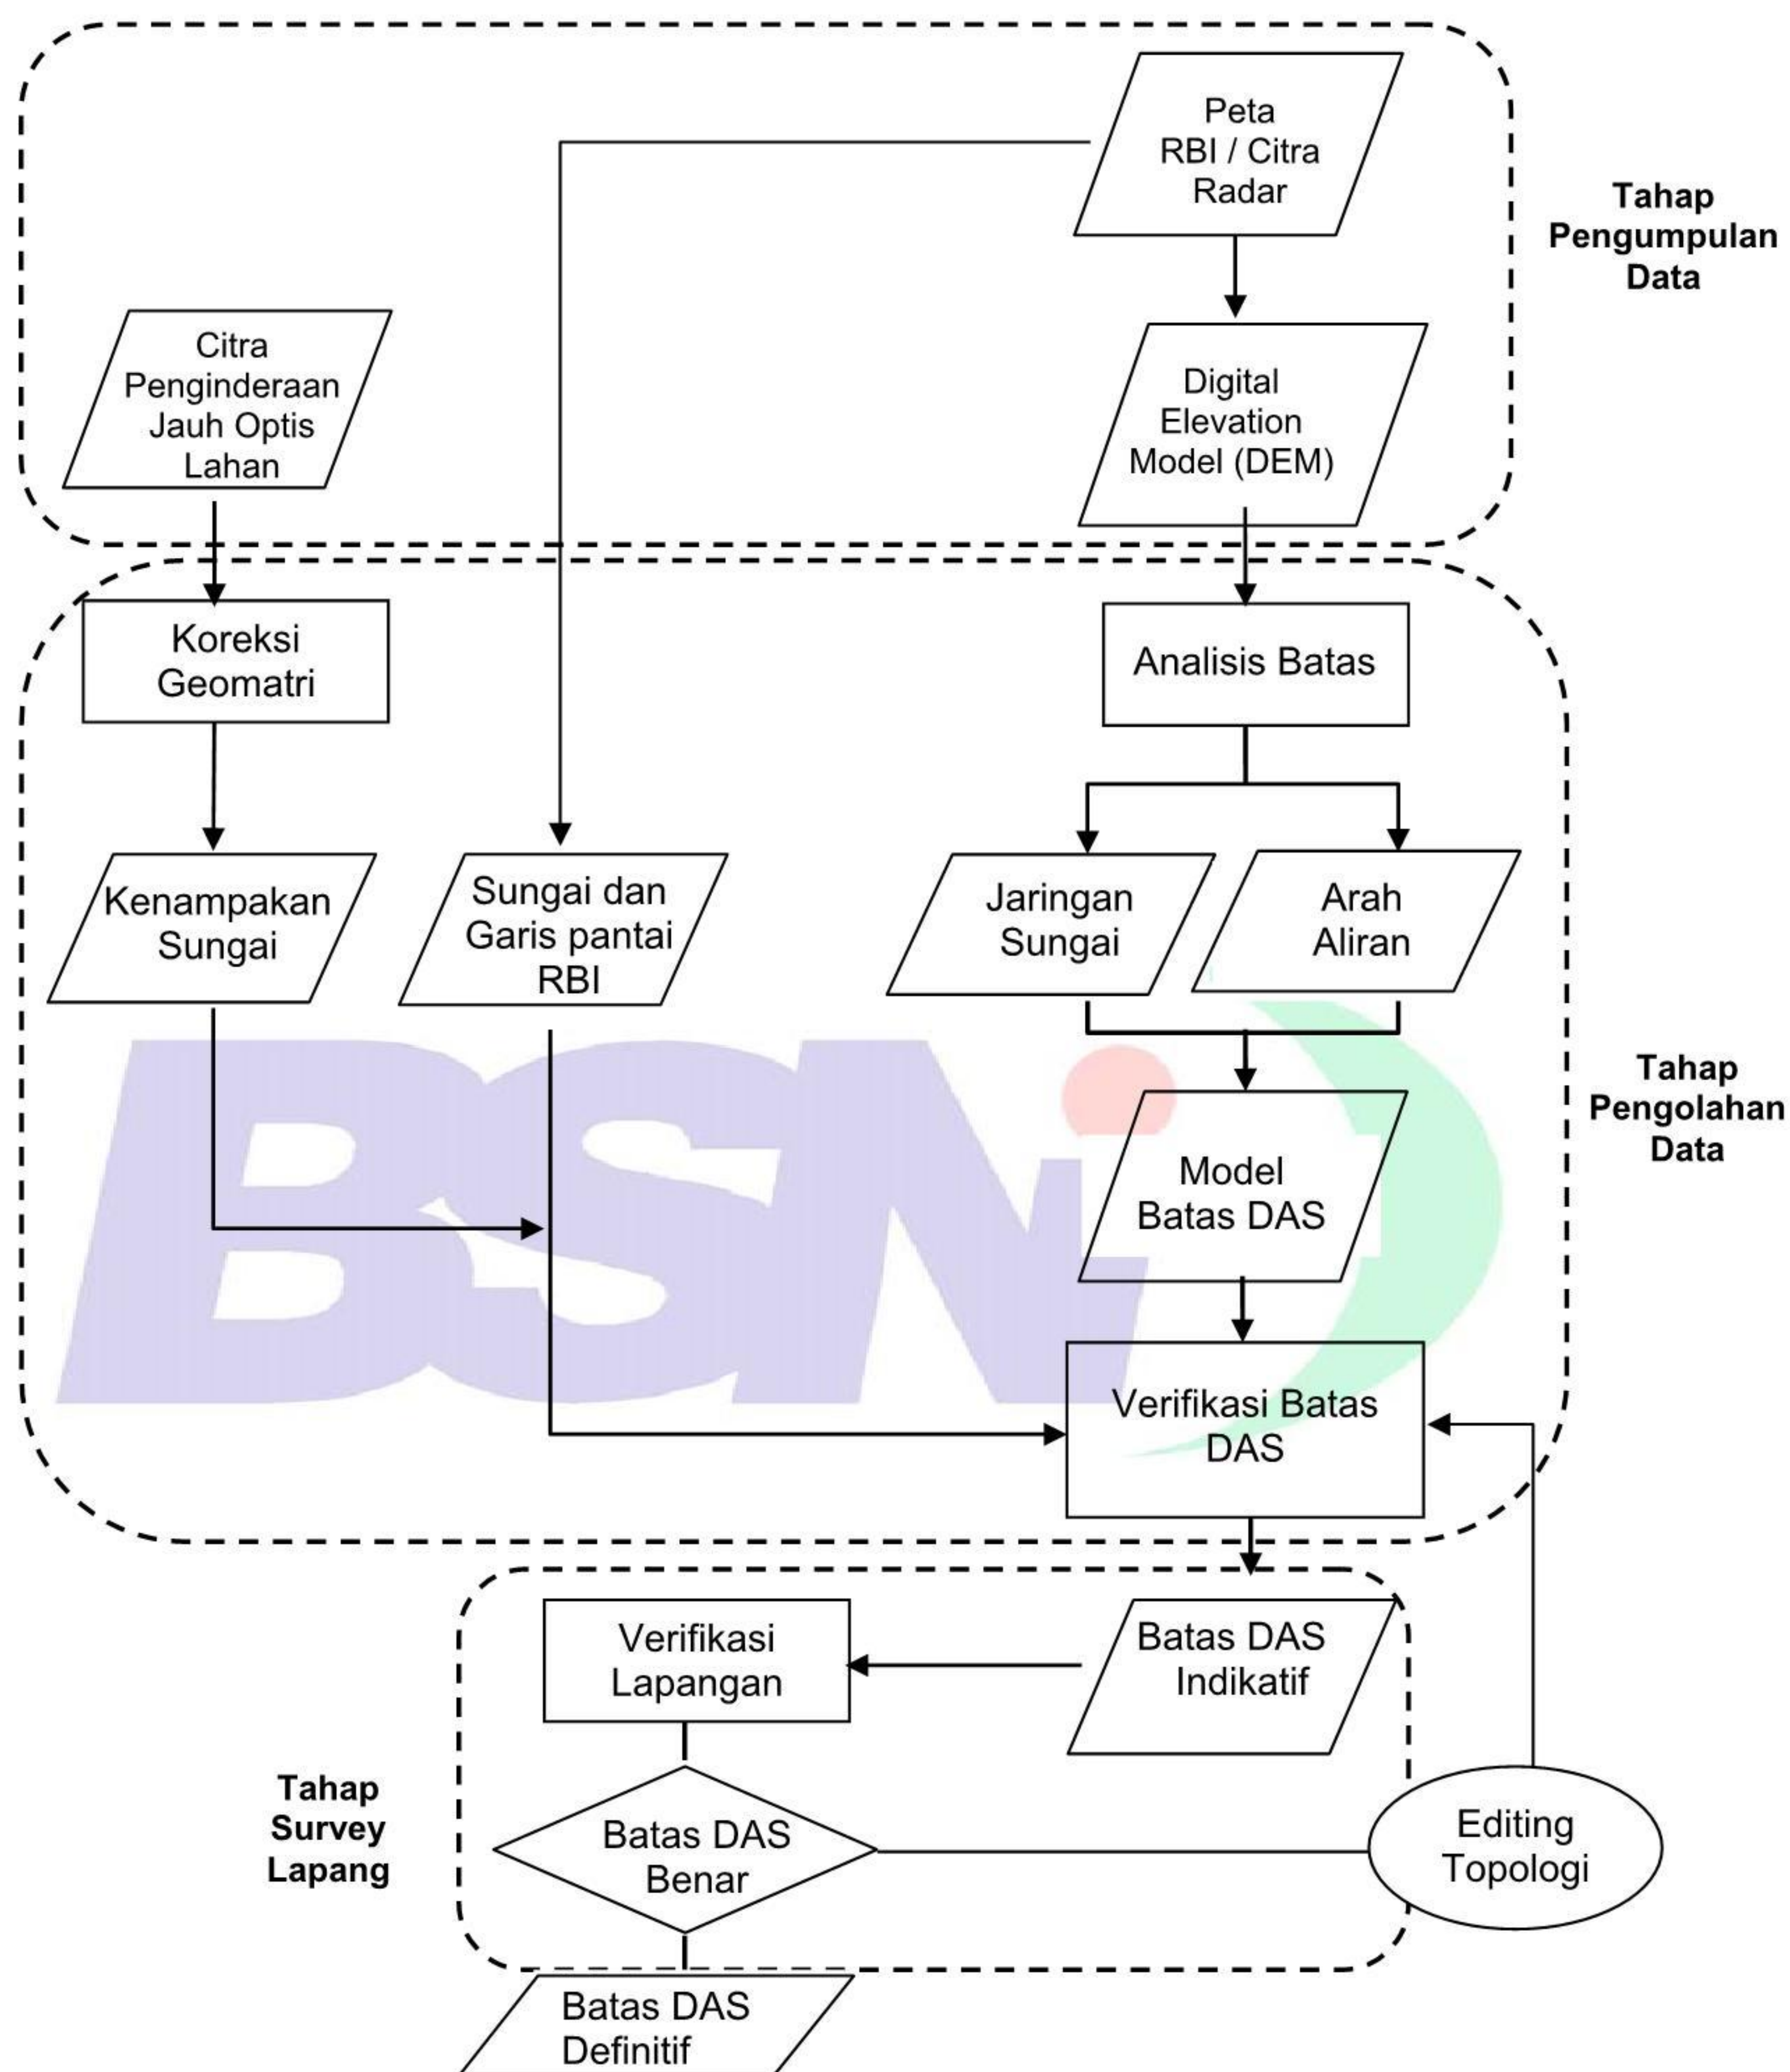 Peta
RBI / Citra
Radar
Tahap
Pengumpulan
Data
Citra
Penginderaan
Jauh Optis
Lahan
Digital
Elevation
Model (DEM)
Koreksi
Geomatri
Analisis Batas
Kenampakan
Sungai
Sungai dan
Garis pantai
RBI
Jaringan
Sungai
Arah
Aliran
Tahap
Pengolahan
Data
Model
Batas DAS
BSNi
Verifikasi Batas
DAS
Verifikasi
Lapangan
Batas DAS
Indikatif
Tahap
Survey
Lapang
Batas DAS
Benar
Editing
Topologi
Batas DAS
Definitif